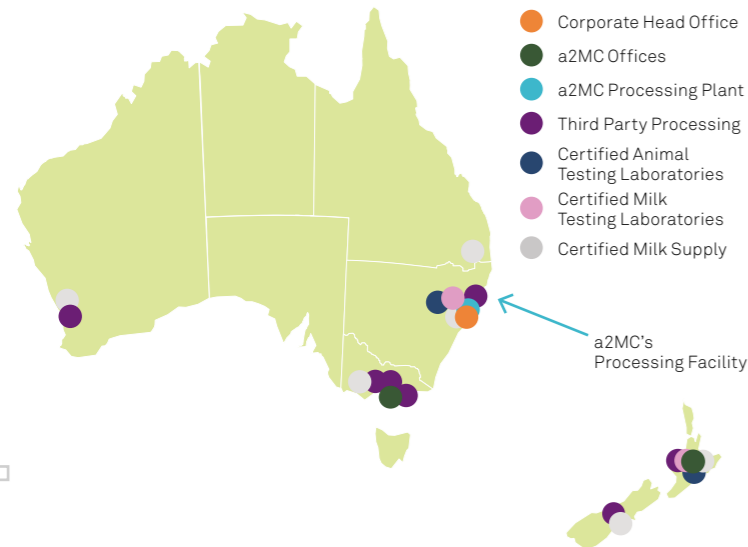 Corporate Head Office
a2MC Offices
a2MC Processing Plant
Third Party Processing
Certified Animal
Testing Laboratories
Certified Milk
Testing Laboratories
Certified Milk Supply
a2MC’s
Processing Facility